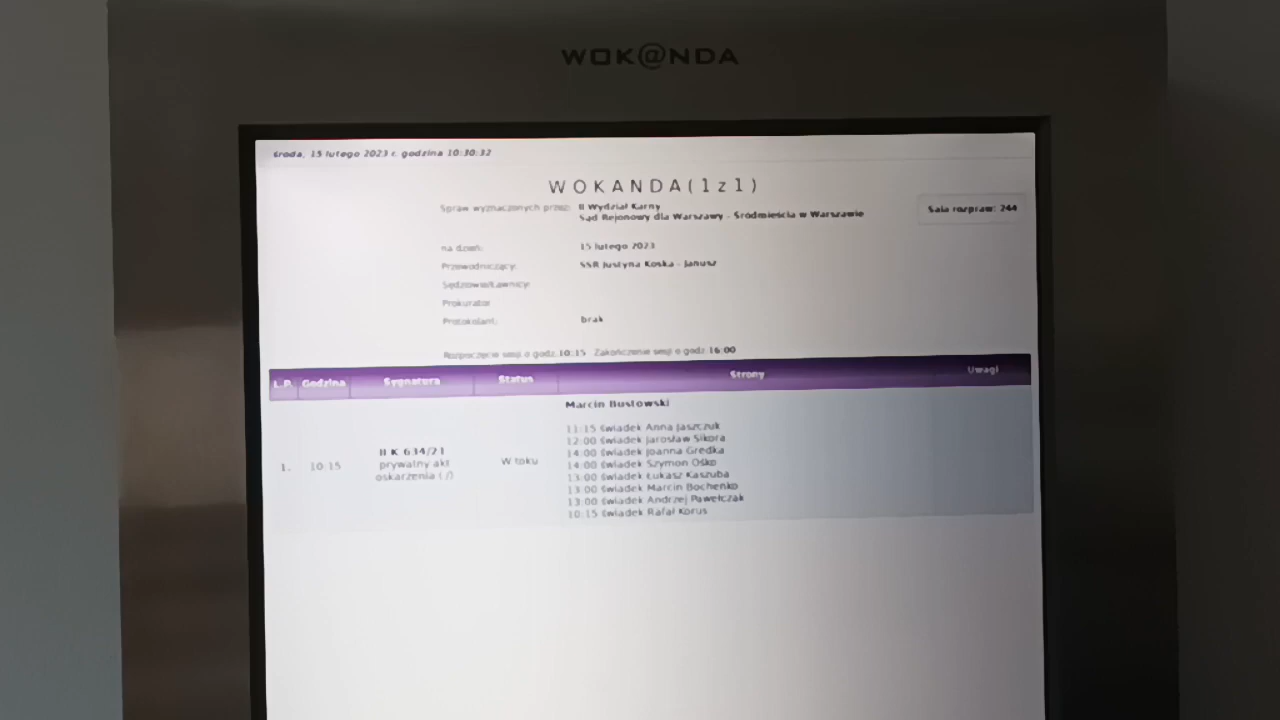 WOK@NDA
środa, 15 lutego 2023 r. godzina 10:30:32
WOKANDA(1z1)
Spraw wyznaczonych przez: II Wydział Karny
Sąd Rejonowy dla Warszawy - Śródmieścia w Warszawie
Sala rozpraw: 244
na dzień: 15 lutego 2023
Przewodniczący: SSR Justyna Koska - Janusz
Sędziowie/Ławnicy:
Prokurator
Protokolant: brak
Rozpoczęcie sesji o godz.10:15 Zakończenie sesji o godz.16:00
L.P. Godzina Sygnatura Status Strony Uwagi
Marcin Bustowski
11:15 świadek Anna Jaszczuk
12:00 świadek Jarosław Sikora
14:00 świadek Joanna Gredka
14:00 świadek Szymon Ośko
13:00 świadek Łukasz Kaszuba
13:00 świadek Marcin Bochenko
13:00 świadek Andrzej Pawełczak
10:15 świadek Rafał Korus
1. 10:15
II K 634/21
prywatny akt
oskarżenia (/)
W toku